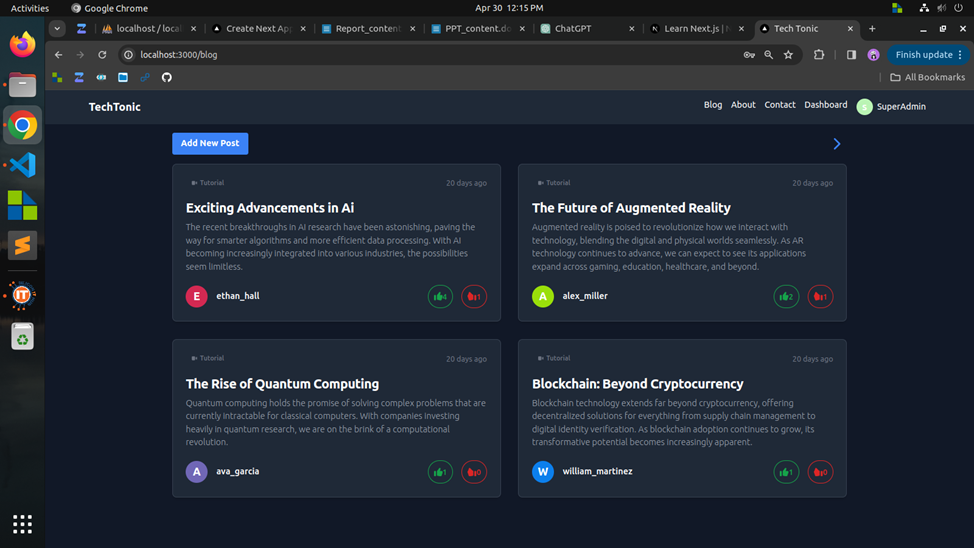 Activities
Google Chrome
Apr 30 12:15 PM
localhost / local
Create Next App
Report_content
PPT_content.do
ChatGPT
Learn Next.js | N
Tech Tonic
localhost:3000/blog
Finish update
All Bookmarks
TechTonic
Blog
About
Contact
Dashboard
S
SuperAdmin
Add New Post
Tutorial
20 days ago
Exciting Advancements in Ai
The recent breakthroughs in AI research have been astonishing, paving the
way for smarter algorithms and more efficient data processing. With AI
becoming increasingly integrated into various industries, the possibilities
seem limitless.
E
ethan_hall
4
1
Tutorial
20 days ago
The Future of Augmented Reality
Augmented reality is poised to revolutionize how we interact with
technology, blending the digital and physical worlds seamlessly. As AR
technology continues to advance, we can expect to see its applications
expand across gaming, education, healthcare, and beyond.
A
alex_miller
2
1
Tutorial
20 days ago
The Rise of Quantum Computing
Quantum computing holds the promise of solving complex problems that are
currently intractable for classical computers. With companies investing
heavily in quantum research, we are on the brink of a computational
revolution.
A
ava_garcia
1
0
Tutorial
20 days ago
Blockchain: Beyond Cryptocurrency
Blockchain technology extends far beyond cryptocurrency, offering
decentralized solutions for everything from supply chain management to
digital identity verification. As blockchain adoption continues to grow, its
transformative potential becomes increasingly apparent.
W
william_martinez
1
0